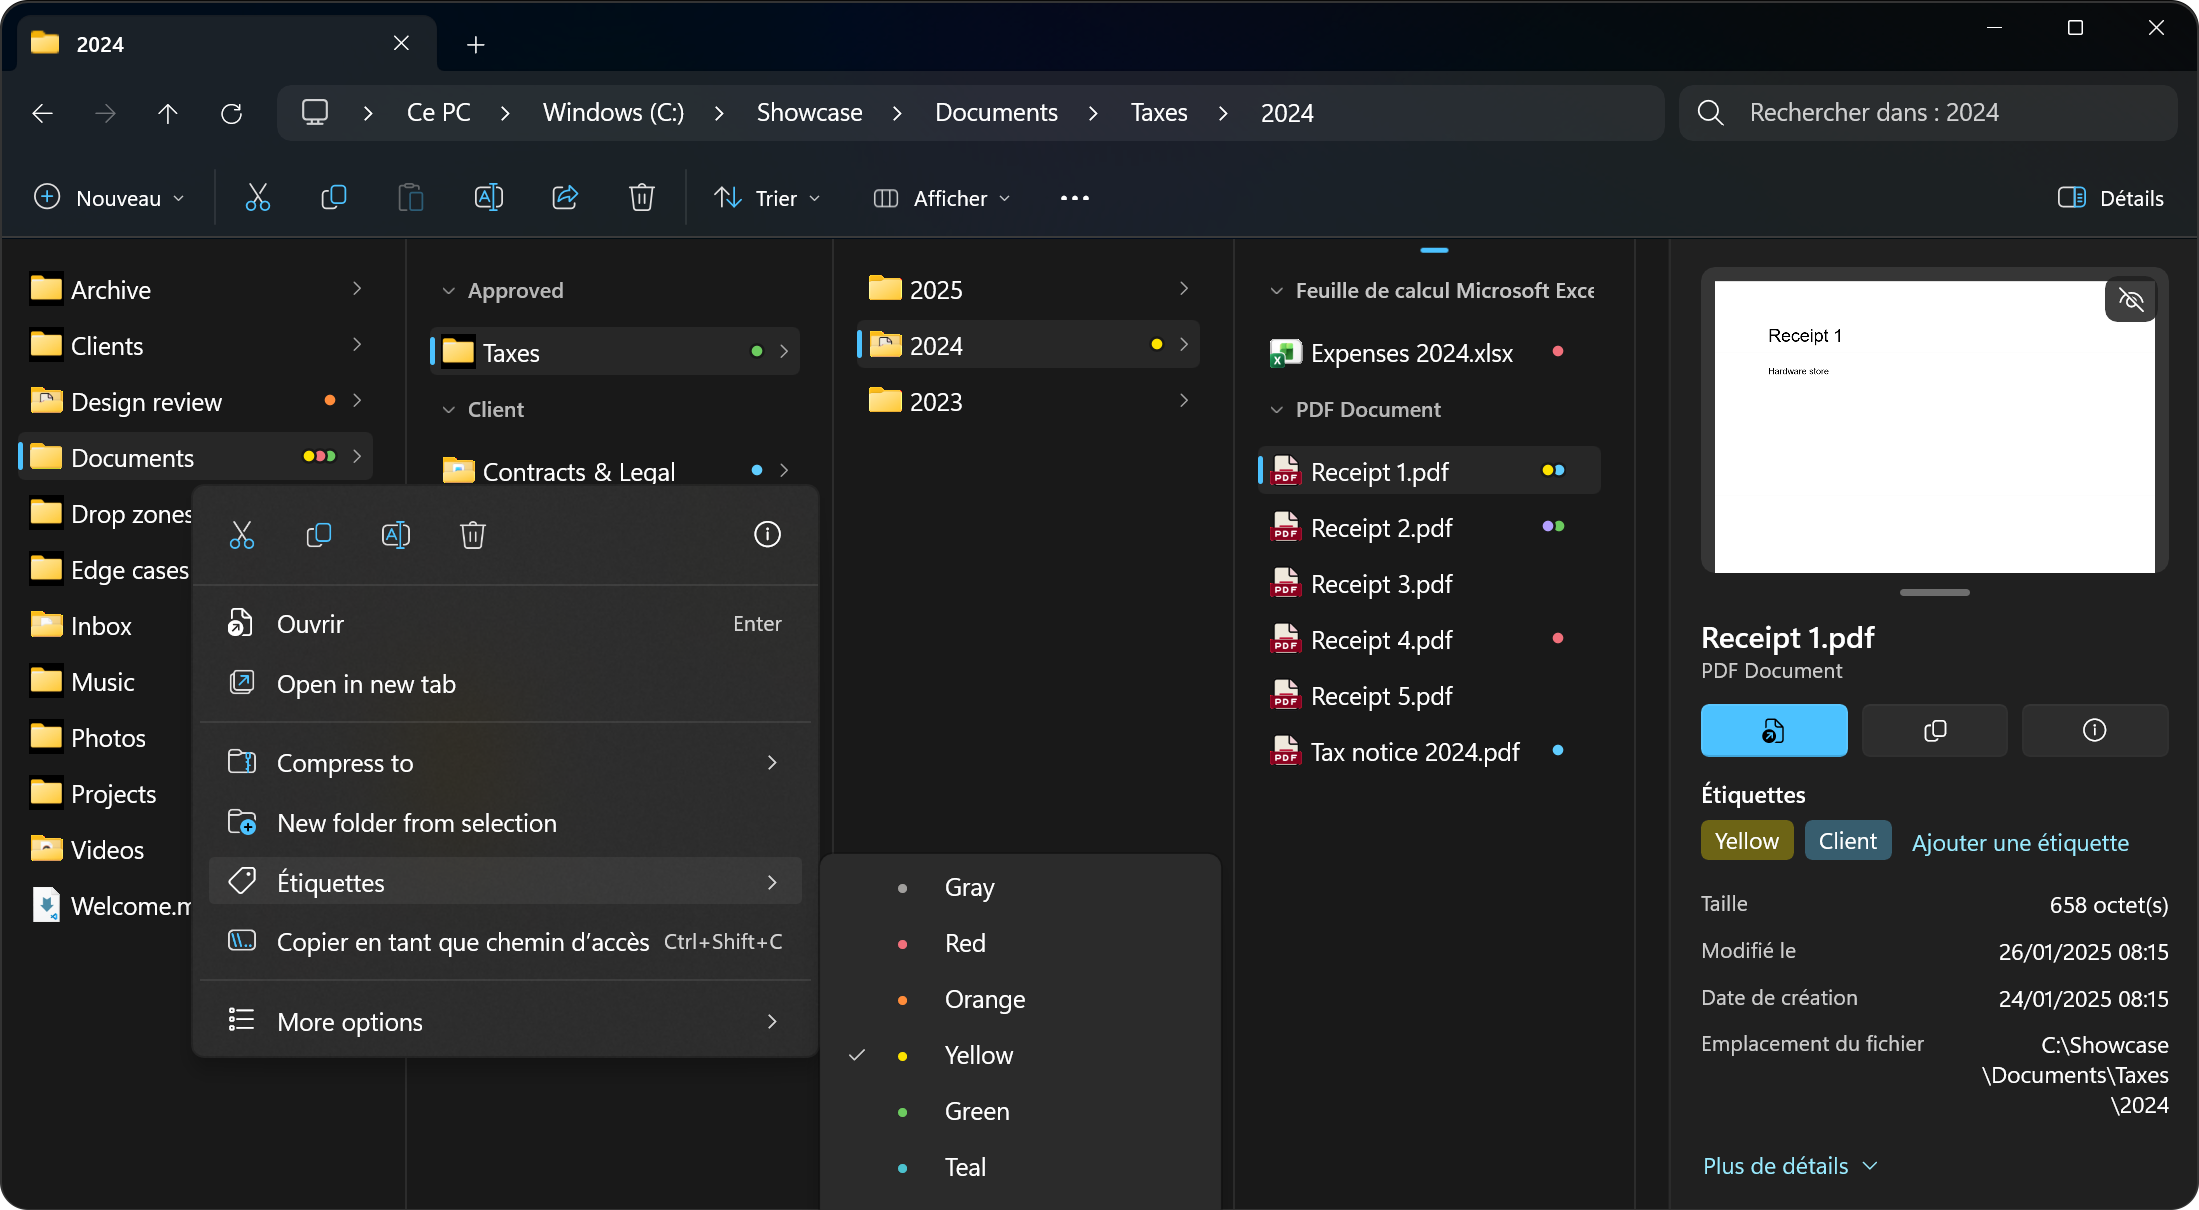 2024
Ce PC
Windows (C:)
Showcase
Documents
Taxes
2024
Rechercher dans : 2024
Nouveau
Trier
Afficher
Détails
Archive
Clients
Design review
Documents
Drop zones
Edge cases
Inbox
Music
Photos
Projects
Videos
Welcome.m
Approved
Taxes
Client
Contracts & Legal
2025
2024
2023
Feuille de calcul Microsoft Exce
Expenses 2024.xlsx
PDF Document
Receipt 1.pdf
Receipt 2.pdf
Receipt 3.pdf
Receipt 4.pdf
Receipt 5.pdf
Tax notice 2024.pdf
Ouvrir Enter
Open in new tab
Compress to
New folder from selection
Étiquettes
Copier en tant que chemin d’accès Ctrl+Shift+C
More options
Gray
Red
Orange
Yellow
Green
Teal
Receipt 1
Hardware store
Receipt 1.pdf
PDF Document
Étiquettes
Yellow
Client
Ajouter une étiquette
Taille 658 octet(s)
Modifié le 26/01/2025 08:15
Date de création 24/01/2025 08:15
Emplacement du fichier C:\Showcase
\Documents\Taxes
\2024
Plus de détails